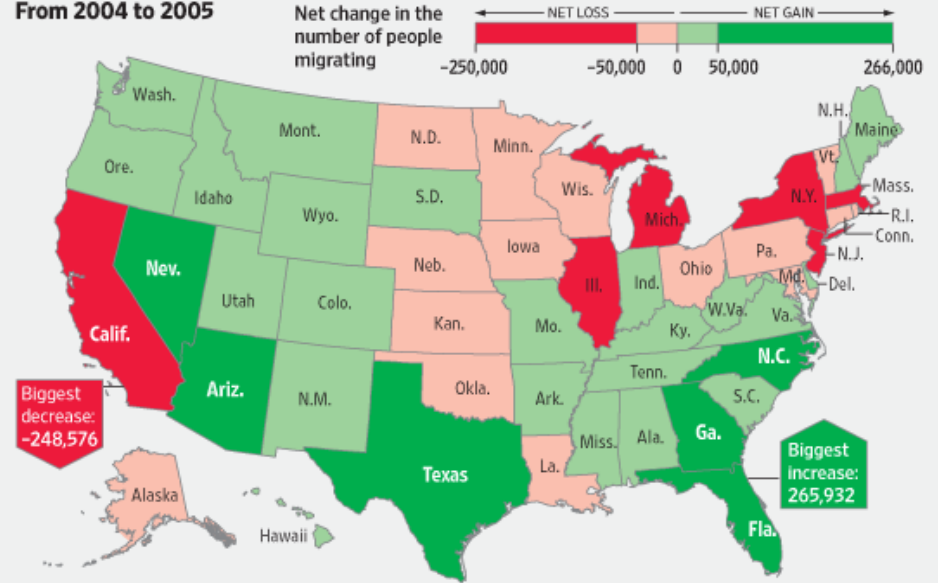 From 2004 to 2005
Net change in the
number of people
migrating
NET LOSS
NET GAIN
-250,000
-50,000
0
50,000
266,000
Wash.
Ore.
Idaho
Mont.
Wyo.
N.D.
S.D.
Minn.
Wis.
Mich.
N.H.
Maine
Vt.
N.Y.
Mass.
R.I.
Conn.
N.J.
Pa.
Md.
Del.
Nev.
Utah
Colo.
Neb.
Iowa
Ill.
Ind.
Ohio
W.Va.
Va.
Calif.
Kan.
Mo.
Ky.
N.C.
Ariz.
N.M.
Okla.
Ark.
Tenn.
S.C.
Texas
La.
Miss.
Ala.
Ga.
Fla.
Biggest
decrease:
-248,576
Biggest
increase:
265,932
Alaska
Hawaii